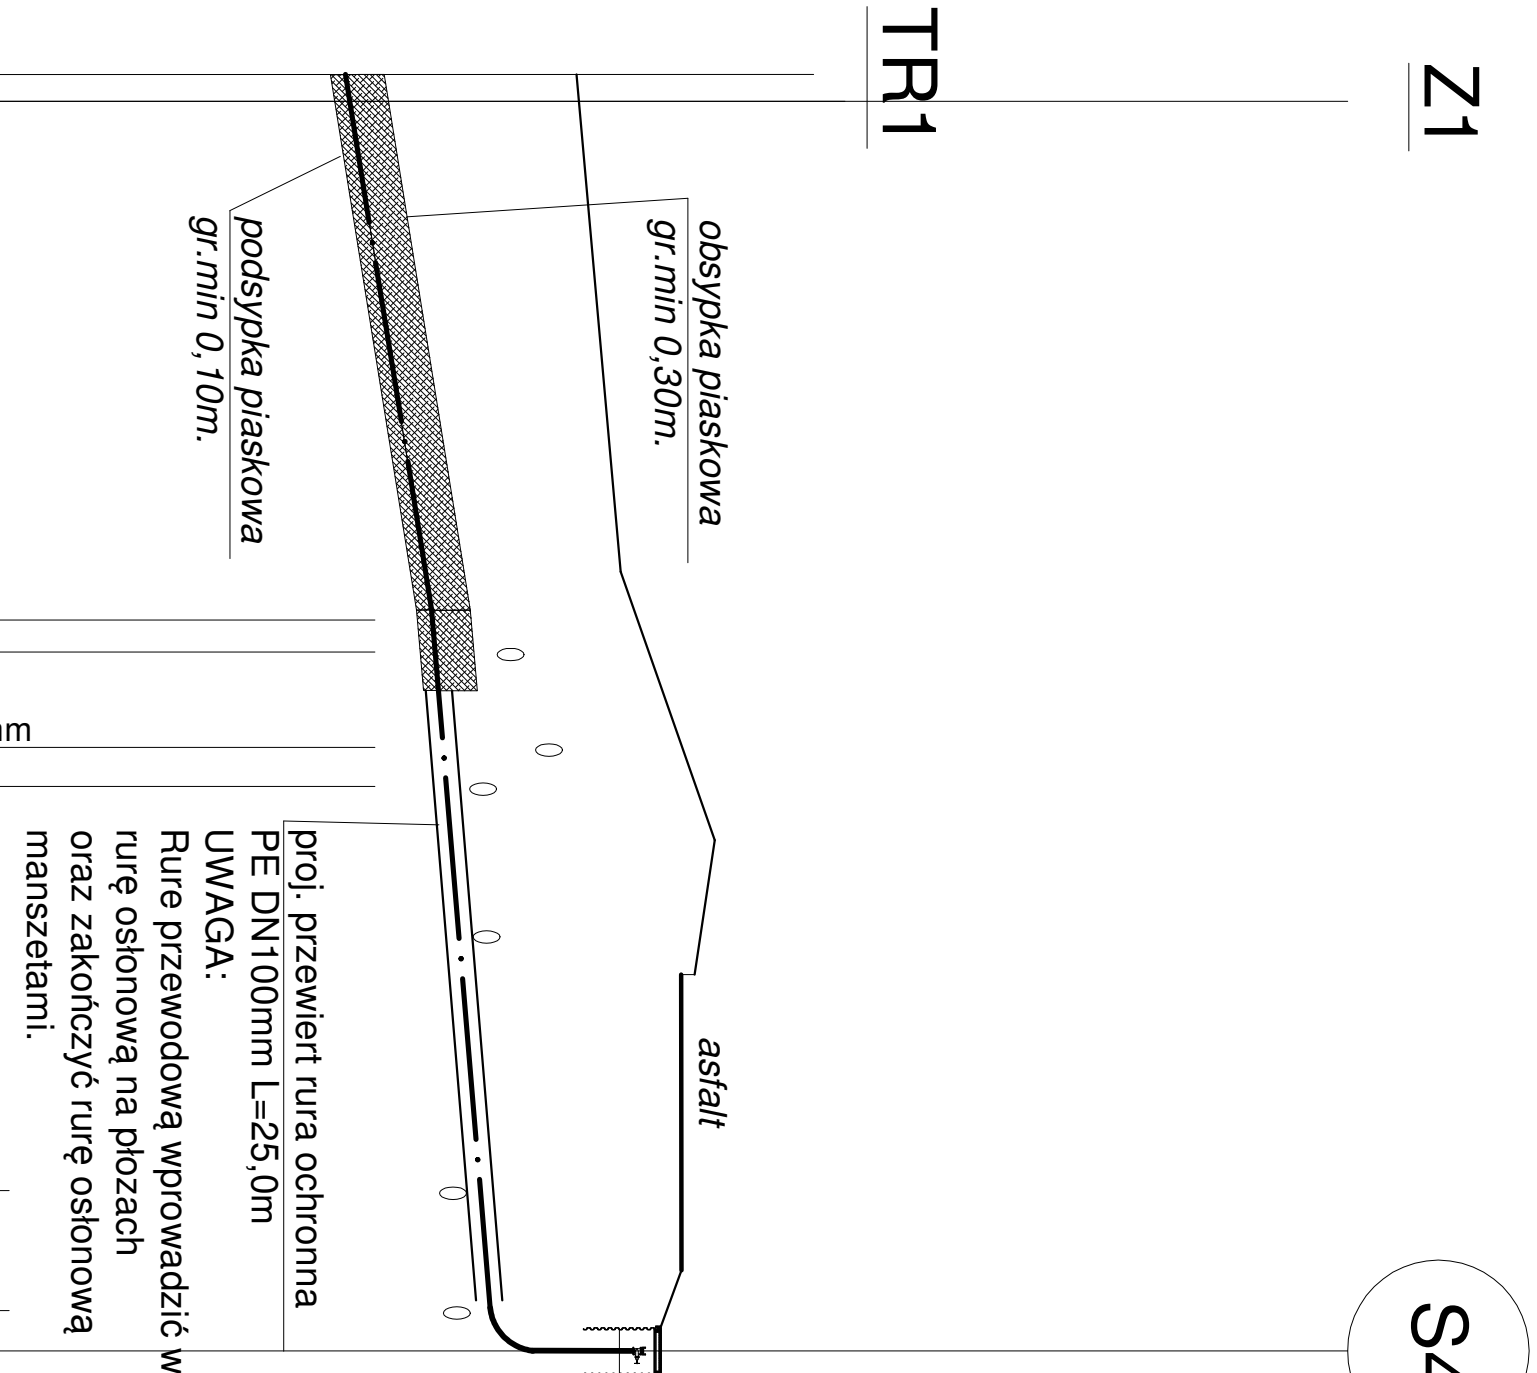 Z1
TR1
obsypka piaskowa
gr.min 0,30m.
podsypka piaskowa
gr.min 0,10m.
asfalt
proj. przewiert rura ochronna
PE DN100mm L=25,0m
UWAGA:
Rure przewodową wprowadzić w
rurę osłonową na płozach
oraz zakończyć rurę osłonową
manszetami.